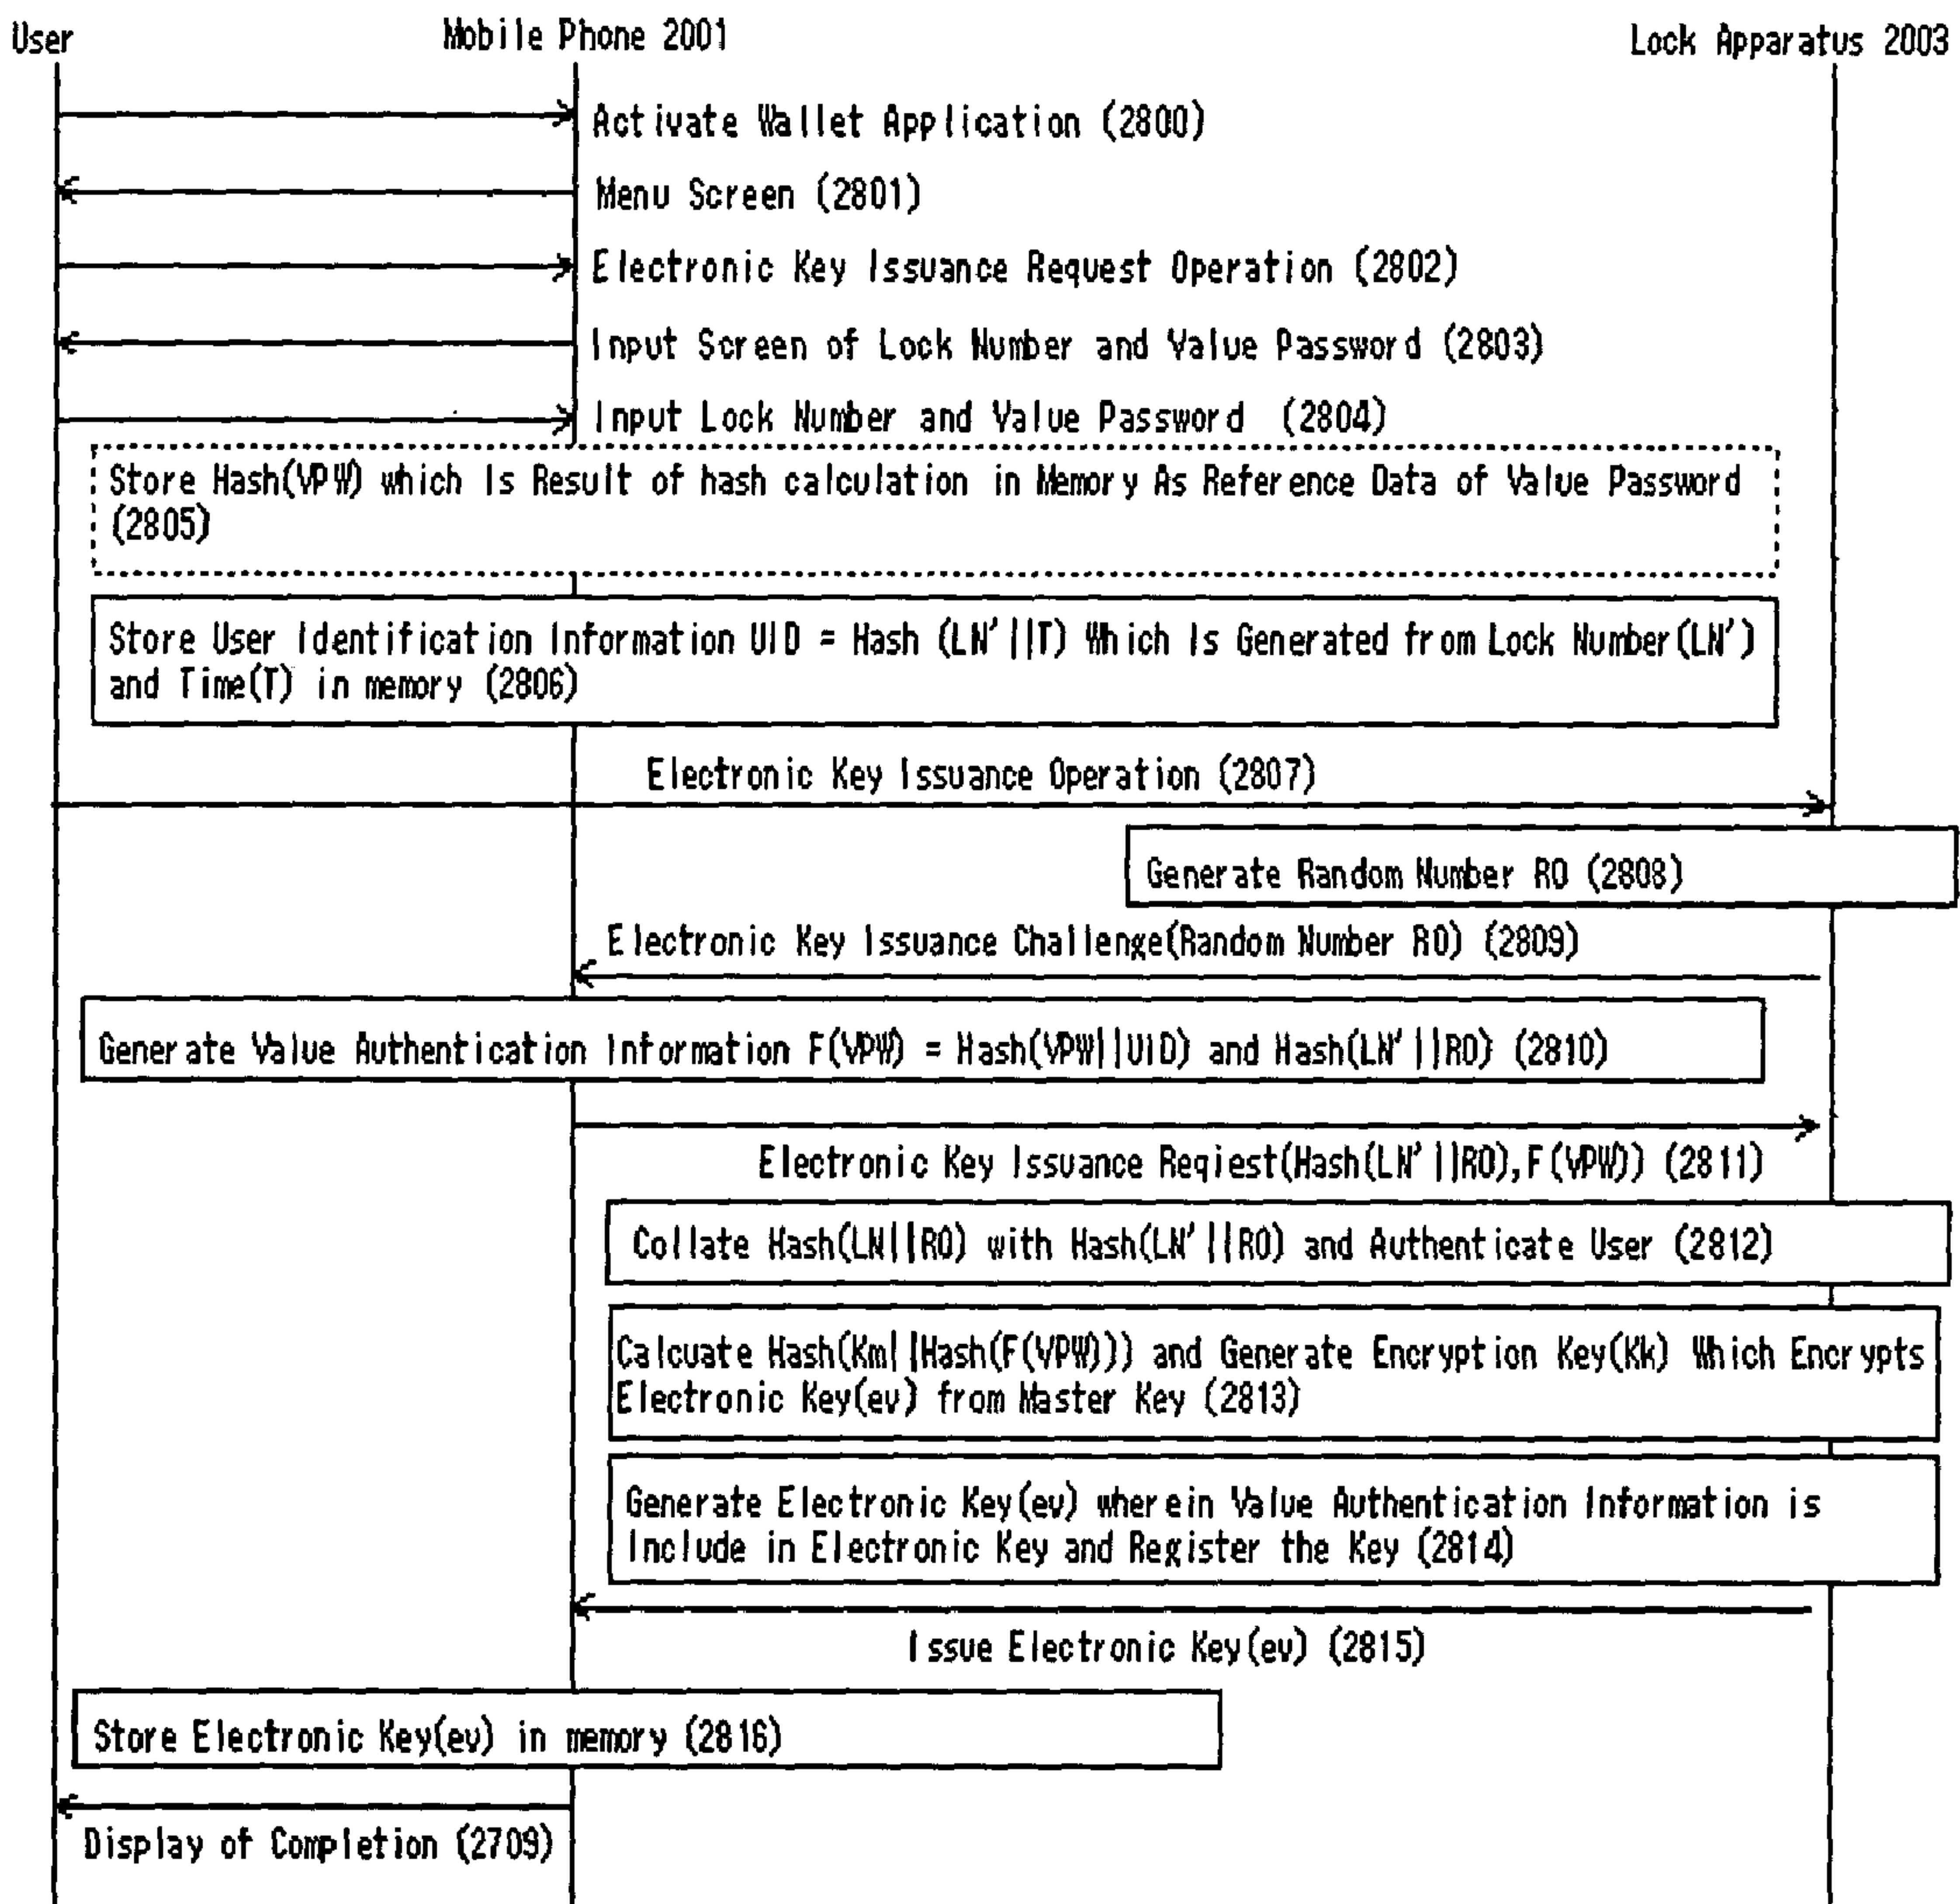 User
Mobile Phone 2001
Lock Apparatus 2003
Activate Wallet Application (2800)
Menu Screen (2801)
Electronic Key Issuance Request Operation (2802)
Input Screen of Lock Number and Value Password (2803)
Input Lock Number and Value Password (2804)
Store Hash(VPW) which Is Result of hash calculation in Memory As Reference Data of Value Password
(2805)
Store User Identification Information UID = Hash (LN'||T) Which Is Generated from Lock Number(LN')
and Time(T) in memory (2806)
Electronic Key Issuance Operation (2807)
Generate Random Number R0 (2808)
Electronic Key Issuance Challenge(Random Number R0) (2809)
Generate Value Authentication Information F(VPW) = Hash(VPW||UID) and Hash(LN'||R0) (2810)
Electronic Key Issuance Reqiest(Hash(LN'||R0),F(VPW)) (2811)
Collate Hash(LN||R0) with Hash(LN'||R0) and Authenticate User (2812)
Calcuate Hash(Km||Hash(F(VPW))) and Generate Encryption Key(Kk) Which Encrypts
Electronic Key(ev) from Master Key (2813)
Generate Electronic Key(ev) wherein Value Authentication Information is
Include in Electronic Key and Register the Key (2814)
Issue Electronic Key(ev) (2815)
Store Electronic Key(ev) in memory (2816)
Display of Completion (2709)